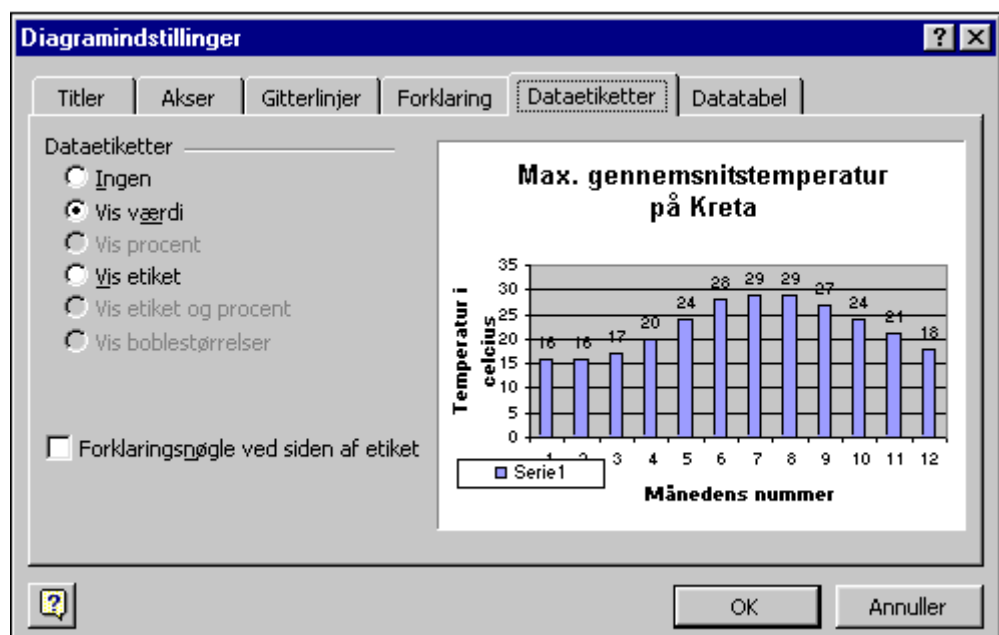 Diagramindstillinger
Titler Akser Gitterlinjer Forklaring Dataetiketter Datatabel
Dataetiketter
Ingen
Vis værdi
Vis procent
Vis etiket
Vis etiket og procent
Vis boblestørrelser
Forklaringsnøgle ved siden af etiket
Max. gennemsnitstemperatur
på Kreta
Temperatur i
celcius
35
30
25
20
15
10
5
0
16 16 17 20 24 28 29 29 27 24 21 18
1 2 3 4 5 6 7 8 9 10 11 12
Serie1
Månedens nummer
OK Annuller